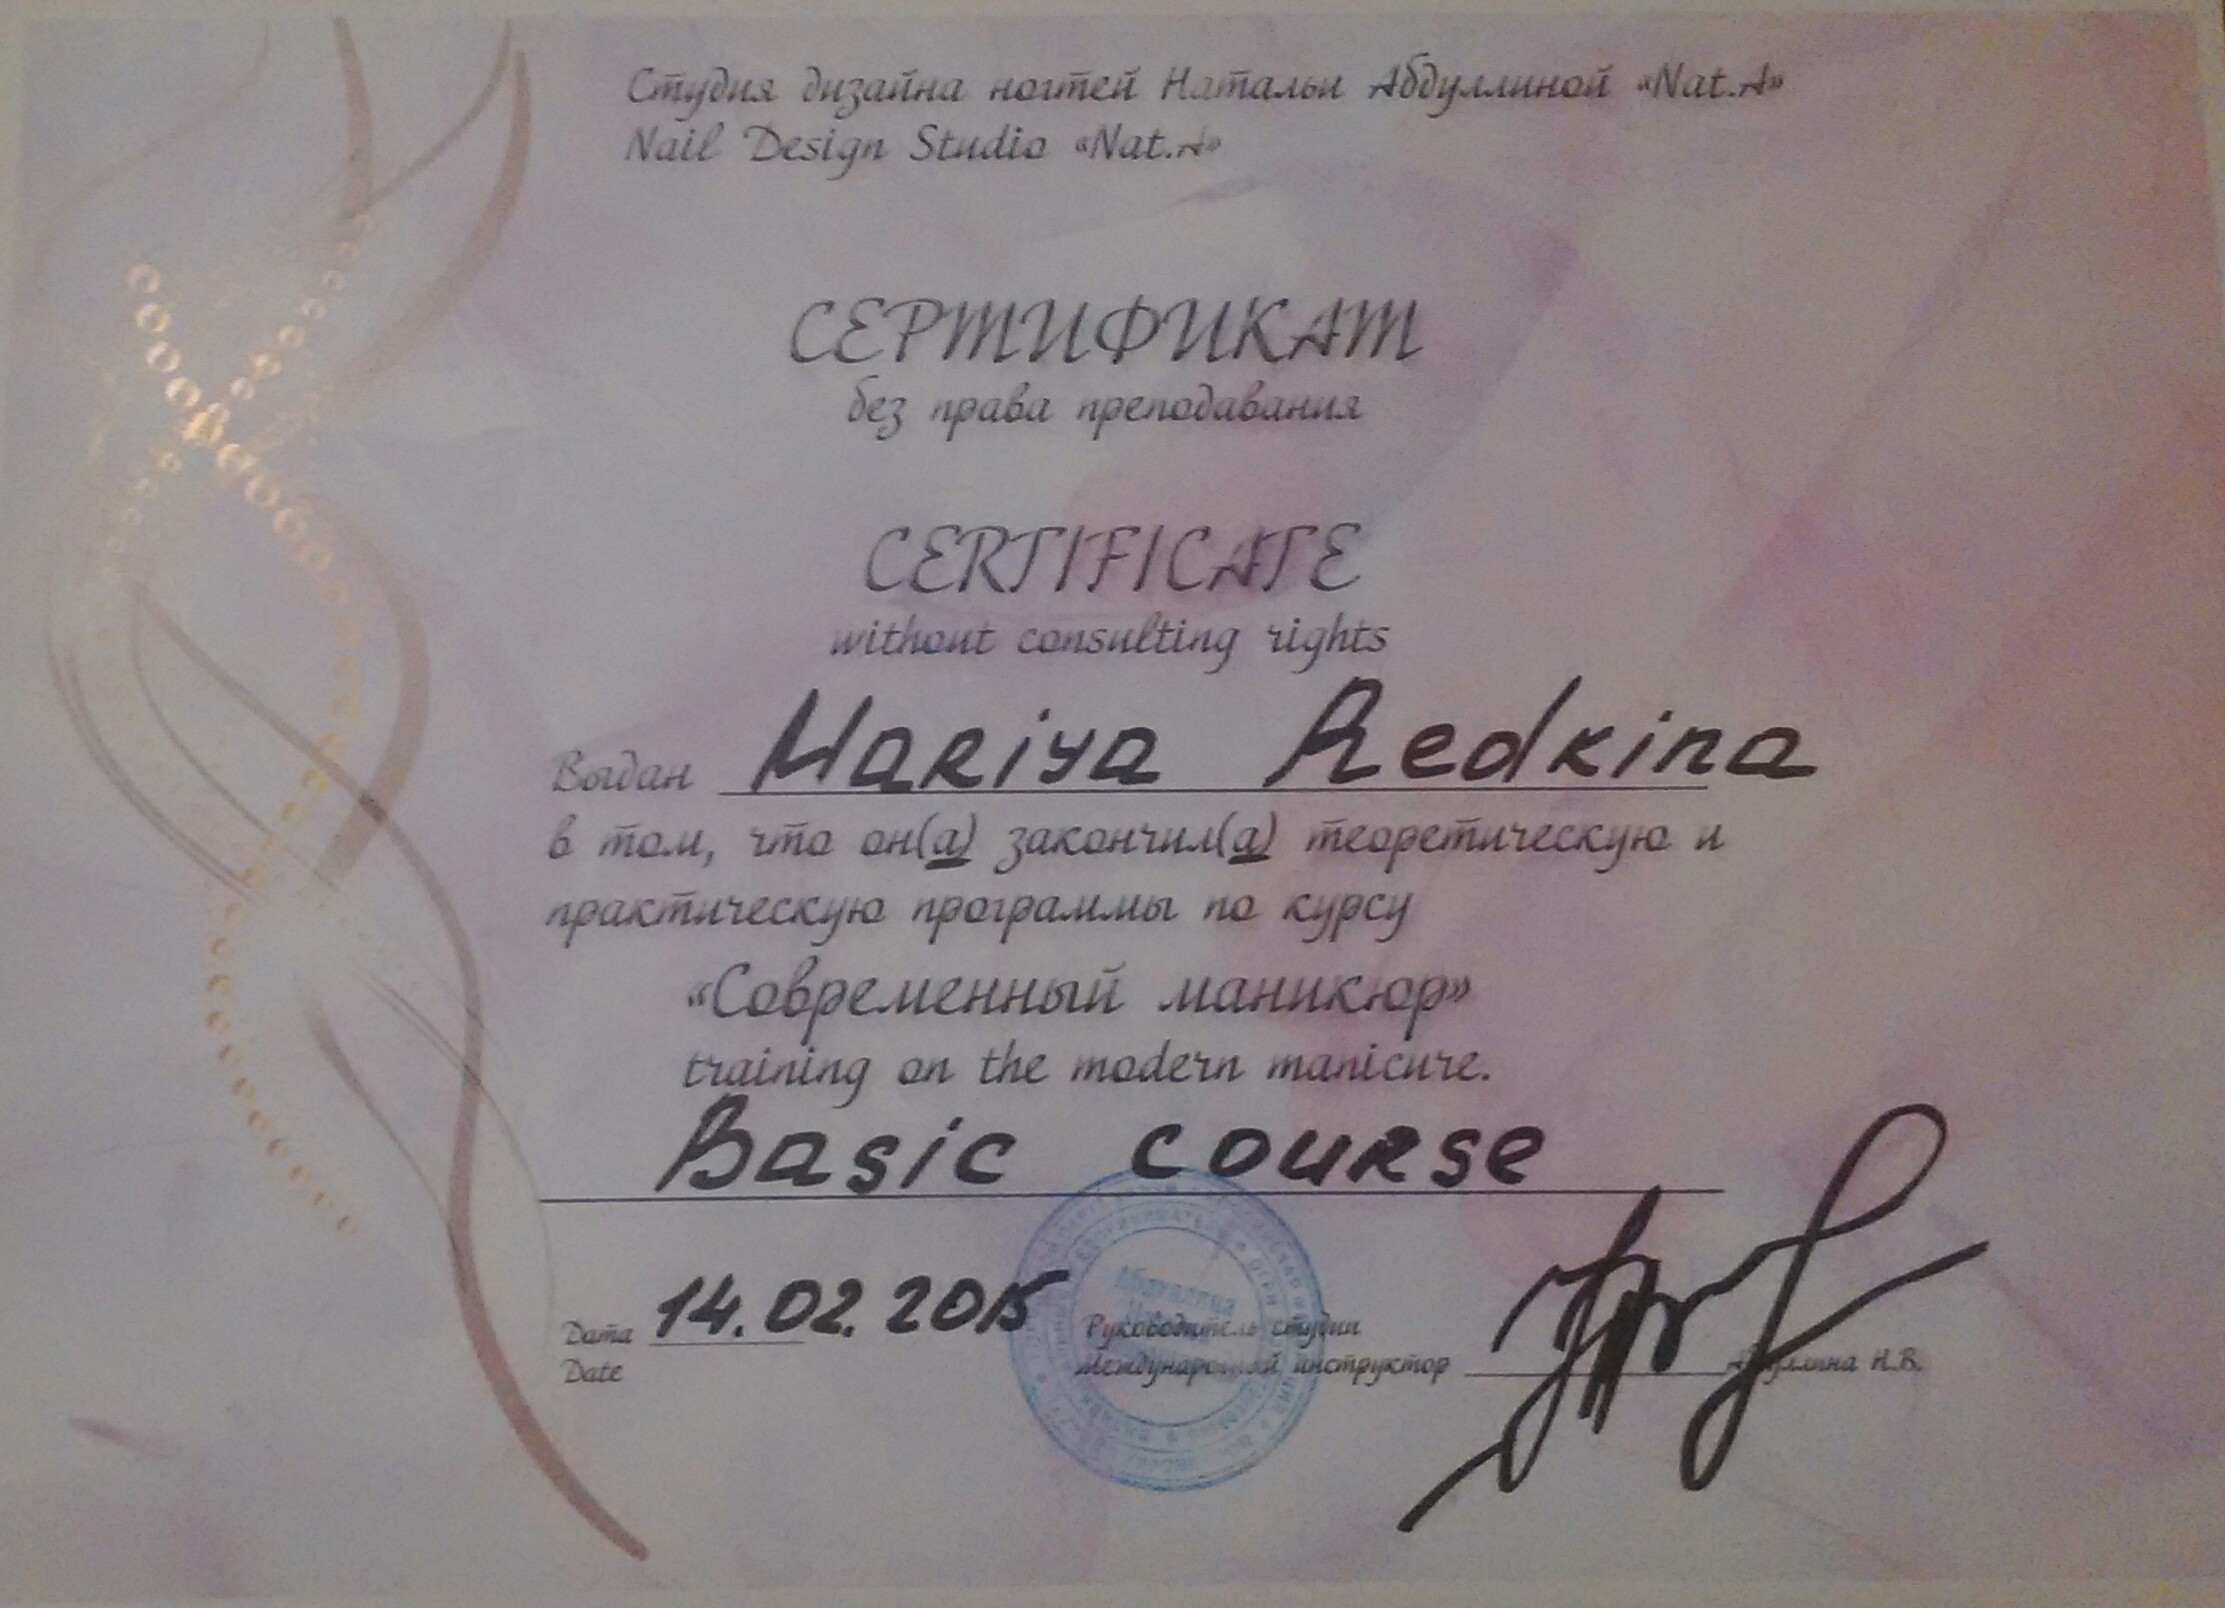 Студия дизайна ногтей Натальи Абдуллиной «Nat.A»
Nail Design Studio «Nat.A»
СЕРТИФИКАТ
без права преподавания
CERTIFICATE
without consulting rights
Выдан Mariya Redkina
в том, что он(а) закончил(а) теоретическую и
практическую программы по курсу
«Современный маникюр»
training on the modern manicure.
Basic course
Дата 14.02.2015
Date
Руководитель студии
Международный инструктор Абдуллина Н.В.